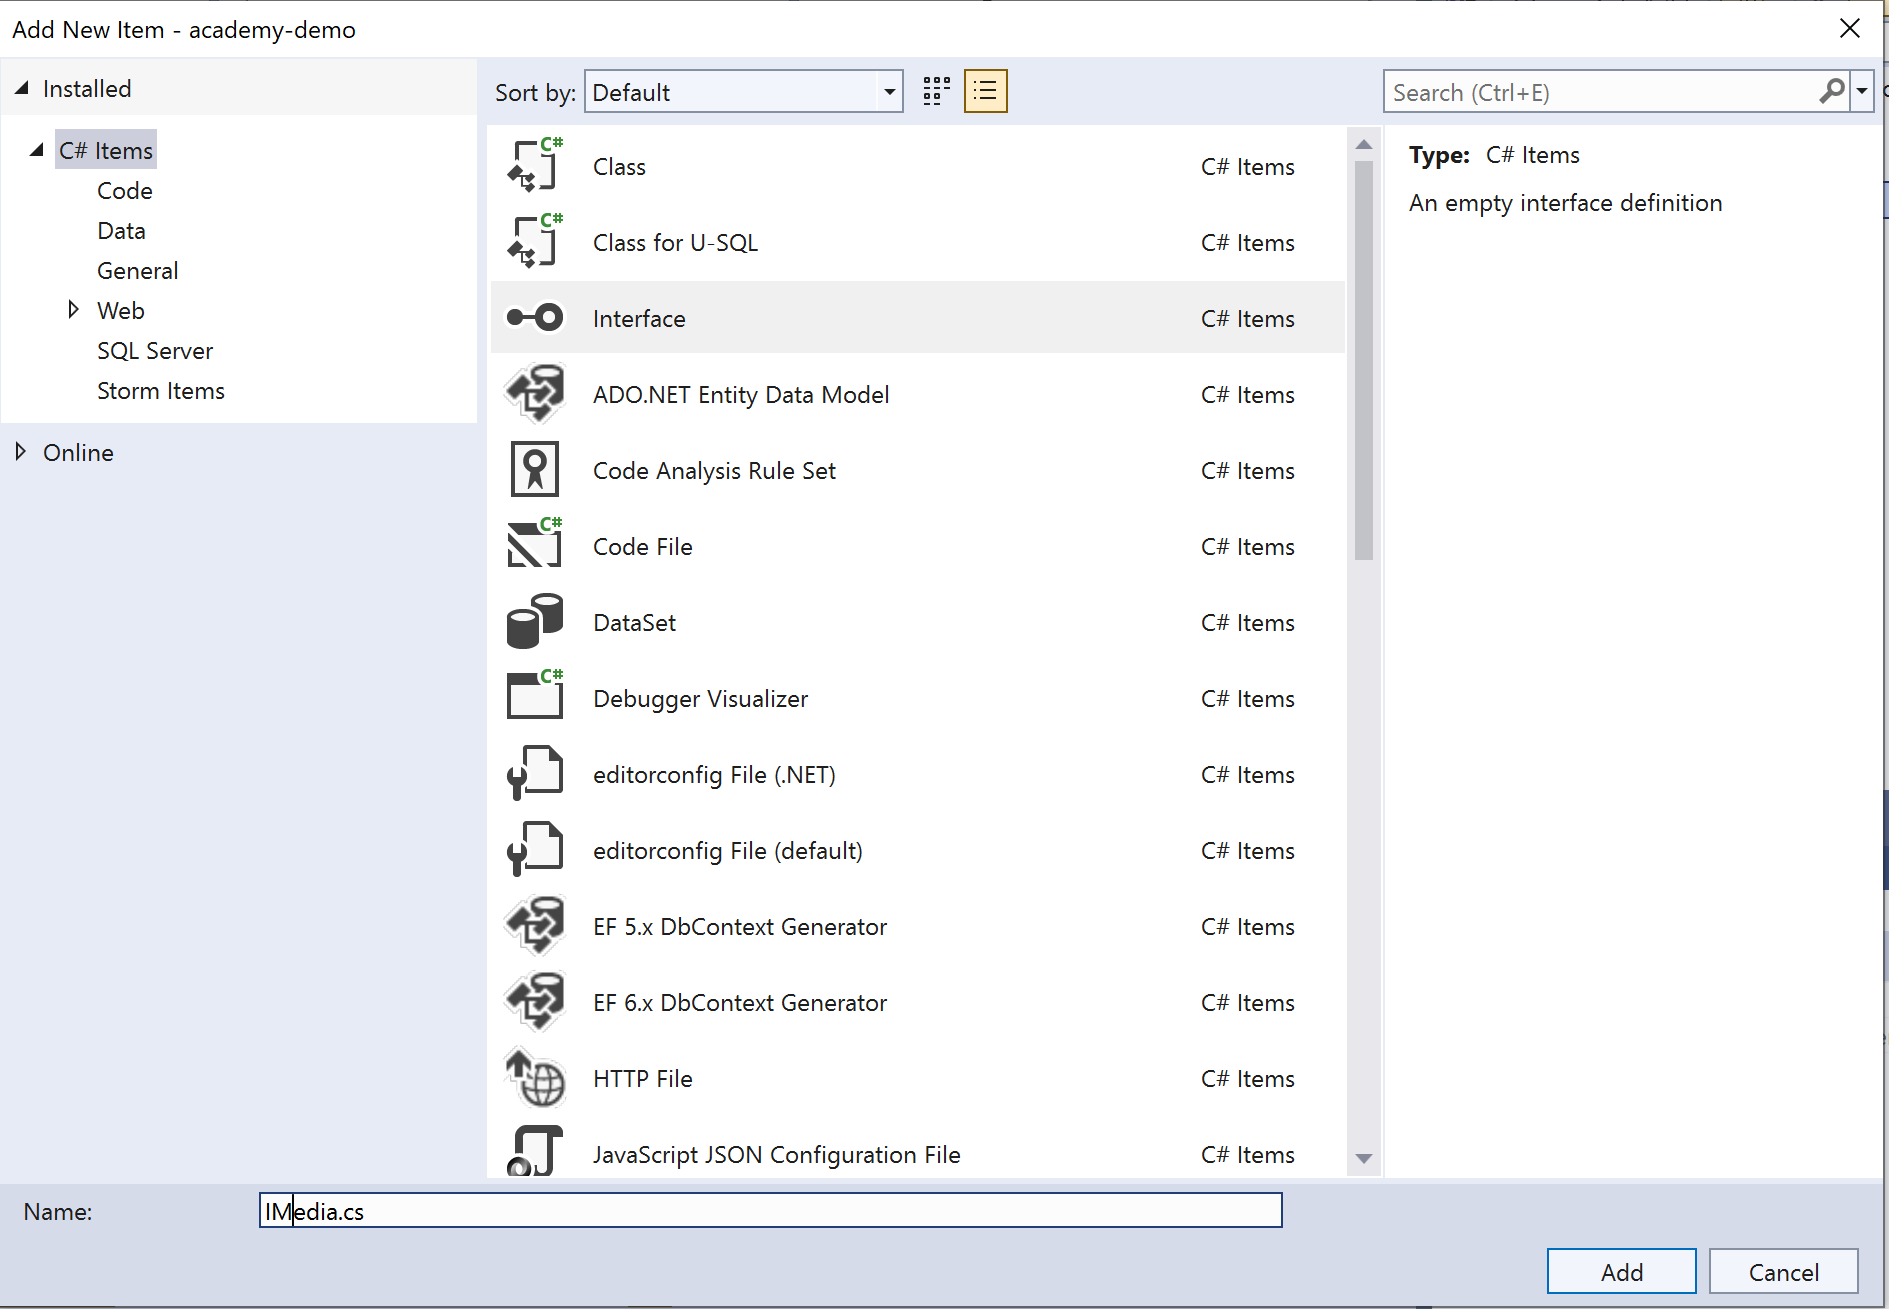 Add New Item - academy-demo
Installed
Sort by: Default
Search (Ctrl+E)
C# Items
Code
Data
General
Web
SQL Server
Storm Items
Online
Class C# Items
Class for U-SQL C# Items
Interface C# Items
ADO.NET Entity Data Model C# Items
Code Analysis Rule Set C# Items
Code File C# Items
DataSet C# Items
Debugger Visualizer C# Items
editorconfig File (.NET) C# Items
editorconfig File (default) C# Items
EF 5.x DbContext Generator C# Items
EF 6.x DbContext Generator C# Items
HTTP File C# Items
JavaScript JSON Configuration File C# Items
Type: C# Items
An empty interface definition
Name: IMedia.cs
Add Cancel